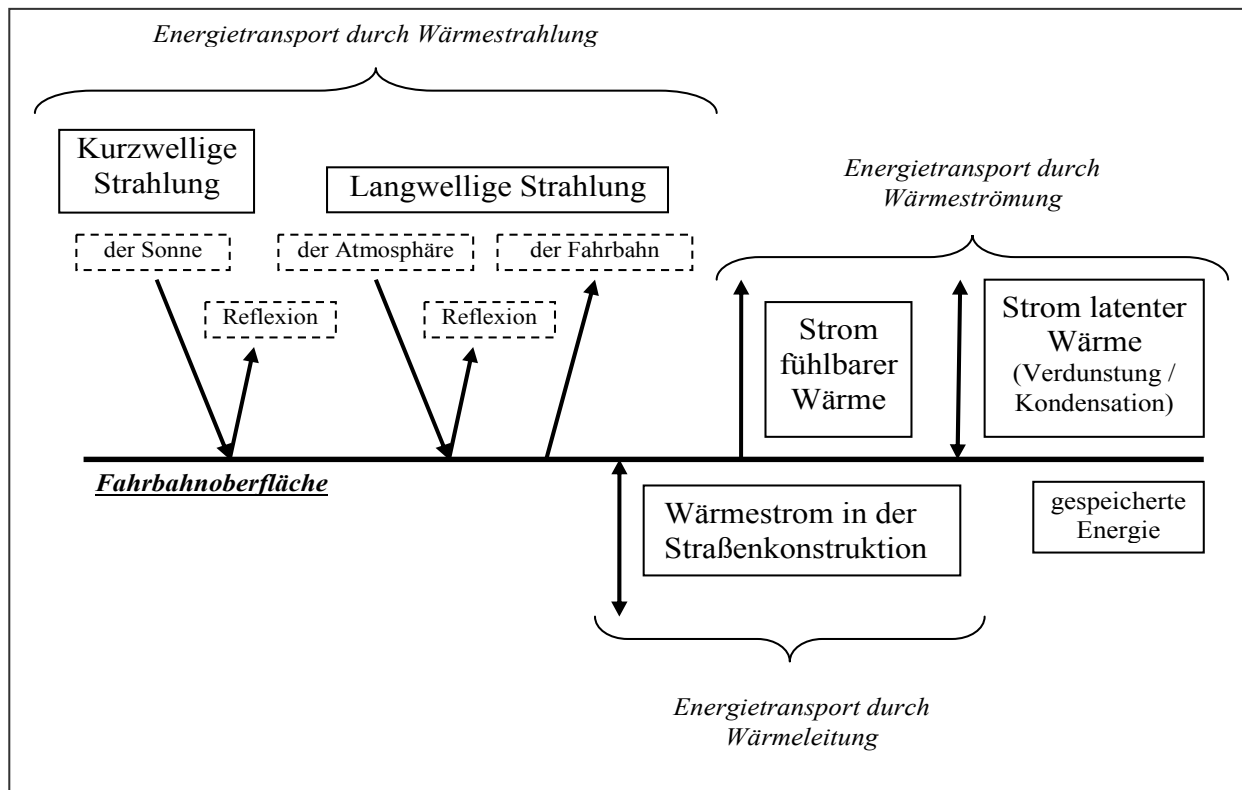 Energietransport durch Wärmestrahlung
Kurzwellige
Strahlung
Langwellige Strahlung
der Sonne
der Atmosphäre
der Fahrbahn
Reflexion
Reflexion
Energietransport durch
Wärmeströmung
Strom
fühlbarer
Wärme
Strom latenter
Wärme
(Verdunstung /
Kondensation)
Fahrbahnoberfläche
Wärmestrom in der
Straßenkonstruktion
gespeicherte
Energie
Energietransport durch
Wärmeleitung